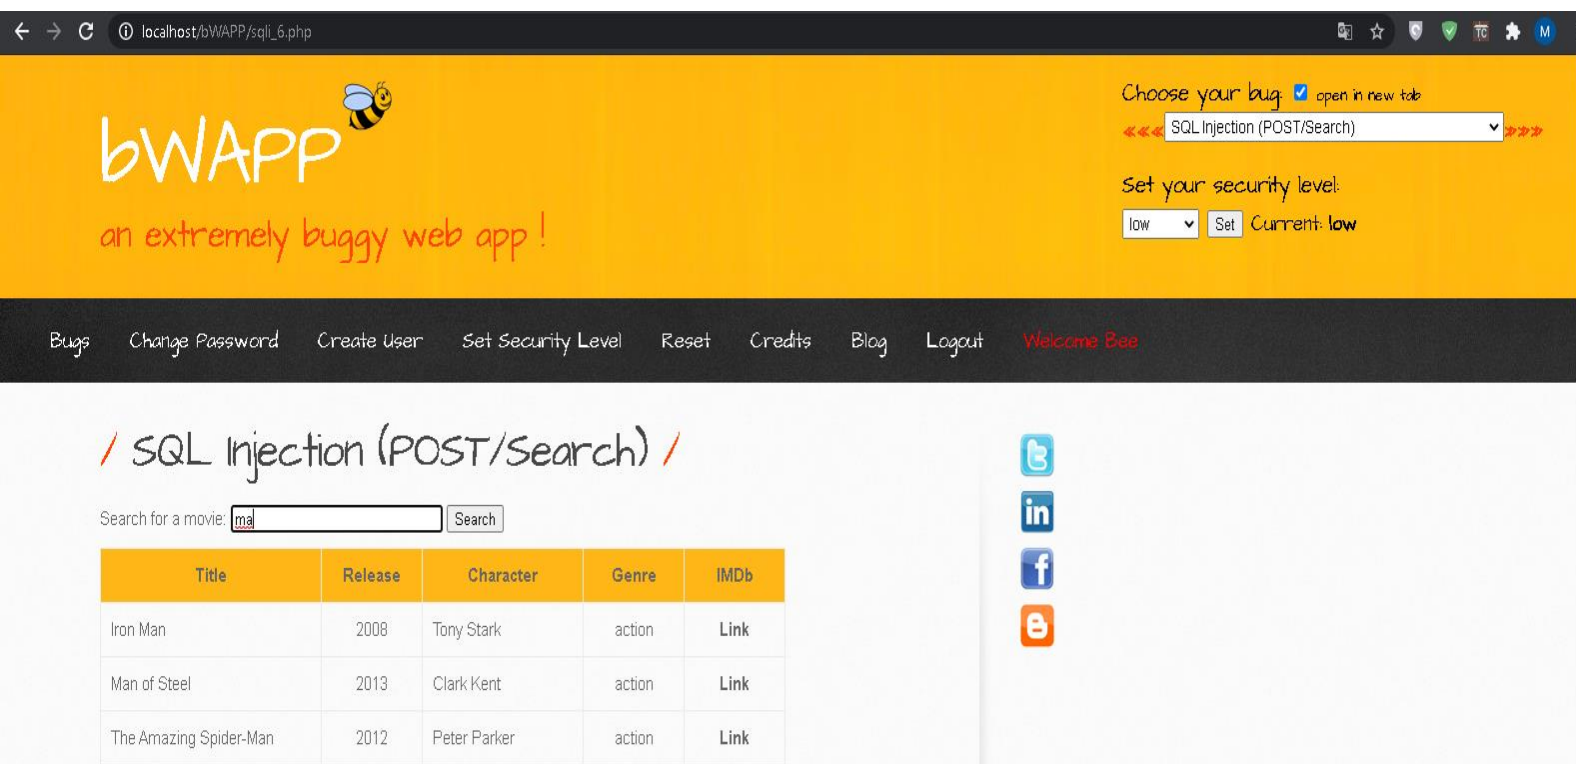 localhost/bWAPP/sqli_6.php
TC
M
Choose your bug: open in new tab
bWAPP
<<< SQL Injection (POST/Search) >>>
Set your security level:
an extremely buggy web app !
low Set Current: low
Bugs Change Password Create User Set Security Level Reset Credits Blog Logout Welcome Bee
/ SQL Injection (POST/Search) /
Search for a movie: ma Search
Title Release Character Genre IMDb
Iron Man 2008 Tony Stark action Link
Man of Steel 2013 Clark Kent action Link
The Amazing Spider-Man 2012 Peter Parker action Link